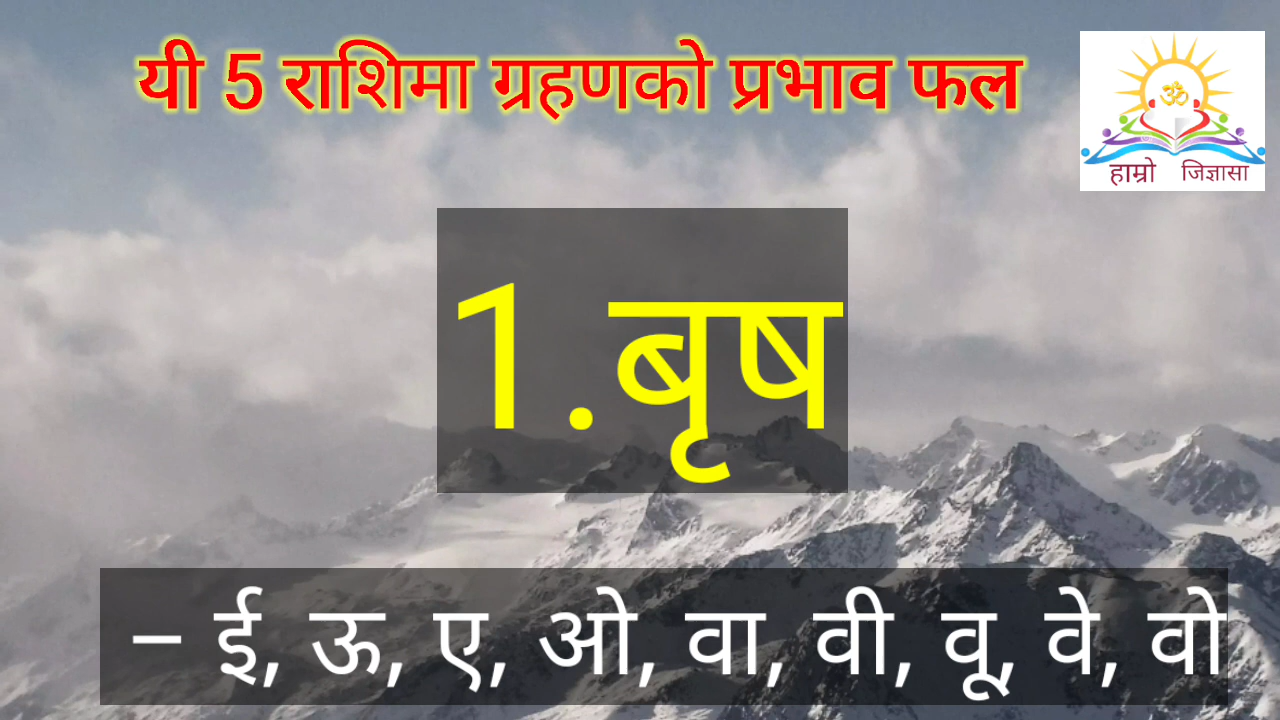 यी 5 राशिमा ग्रहणको प्रभाव फल
ॐ
हाम्रो जिज्ञासा
1.बृष
– ई, ऊ, ए, ओ, वा, वी, वू, वे, वो